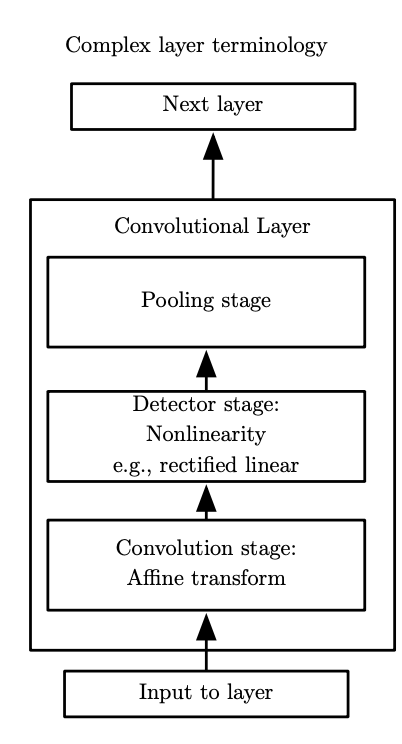 Complex layer terminology
Next layer
Convolutional Layer
Pooling stage
Detector stage:
Nonlinearity
e.g., rectified linear
Convolution stage:
Affine transform
Input to layer